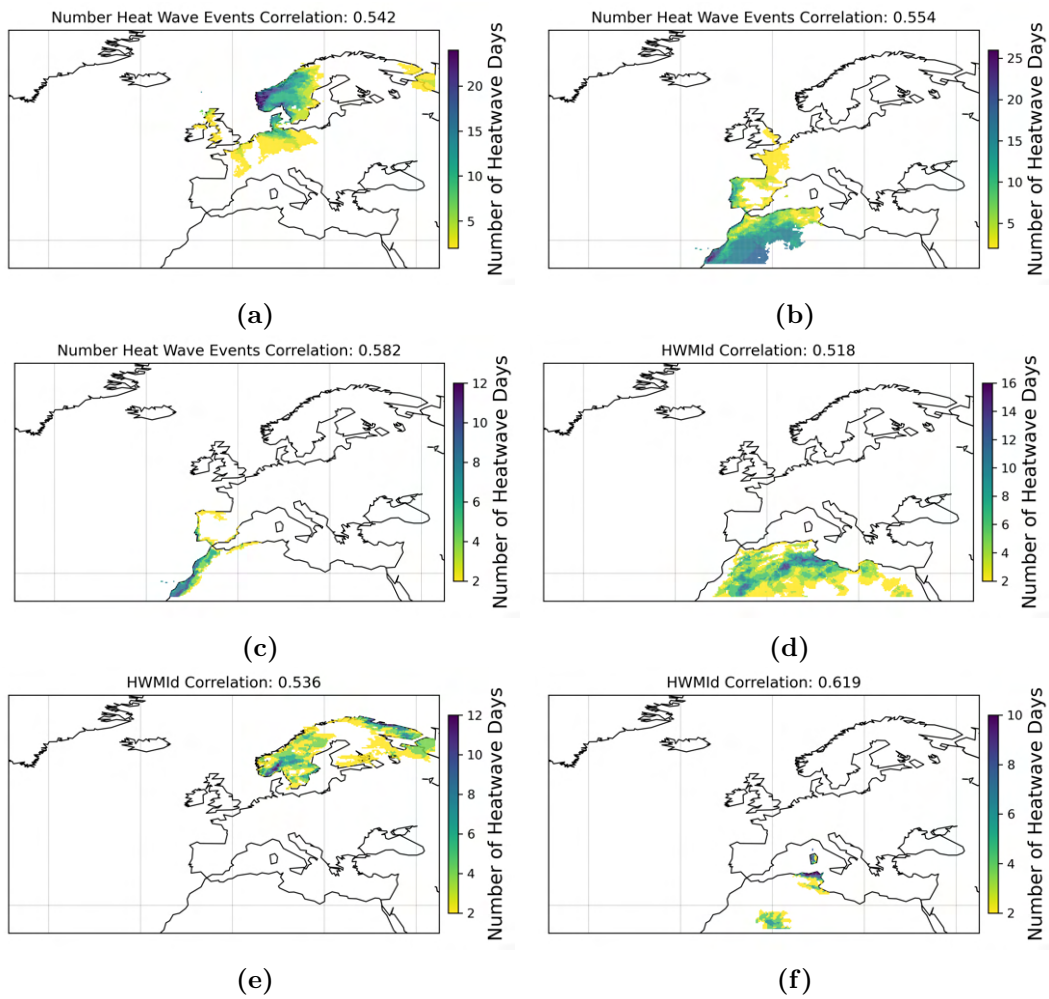 Number Heat Wave Events Correlation: 0.542
20
15
10
5
Number of Heatwave Days
(a)
Number Heat Wave Events Correlation: 0.554
25
20
15
10
5
Number of Heatwave Days
(b)
Number Heat Wave Events Correlation: 0.582
12
10
8
6
4
2
Number of Heatwave Days
(c)
HWMId Correlation: 0.518
16
14
12
10
8
6
4
2
Number of Heatwave Days
(d)
HWMId Correlation: 0.536
12
10
8
6
4
2
Number of Heatwave Days
(e)
HWMId Correlation: 0.619
10
8
6
4
2
Number of Heatwave Days
(f)